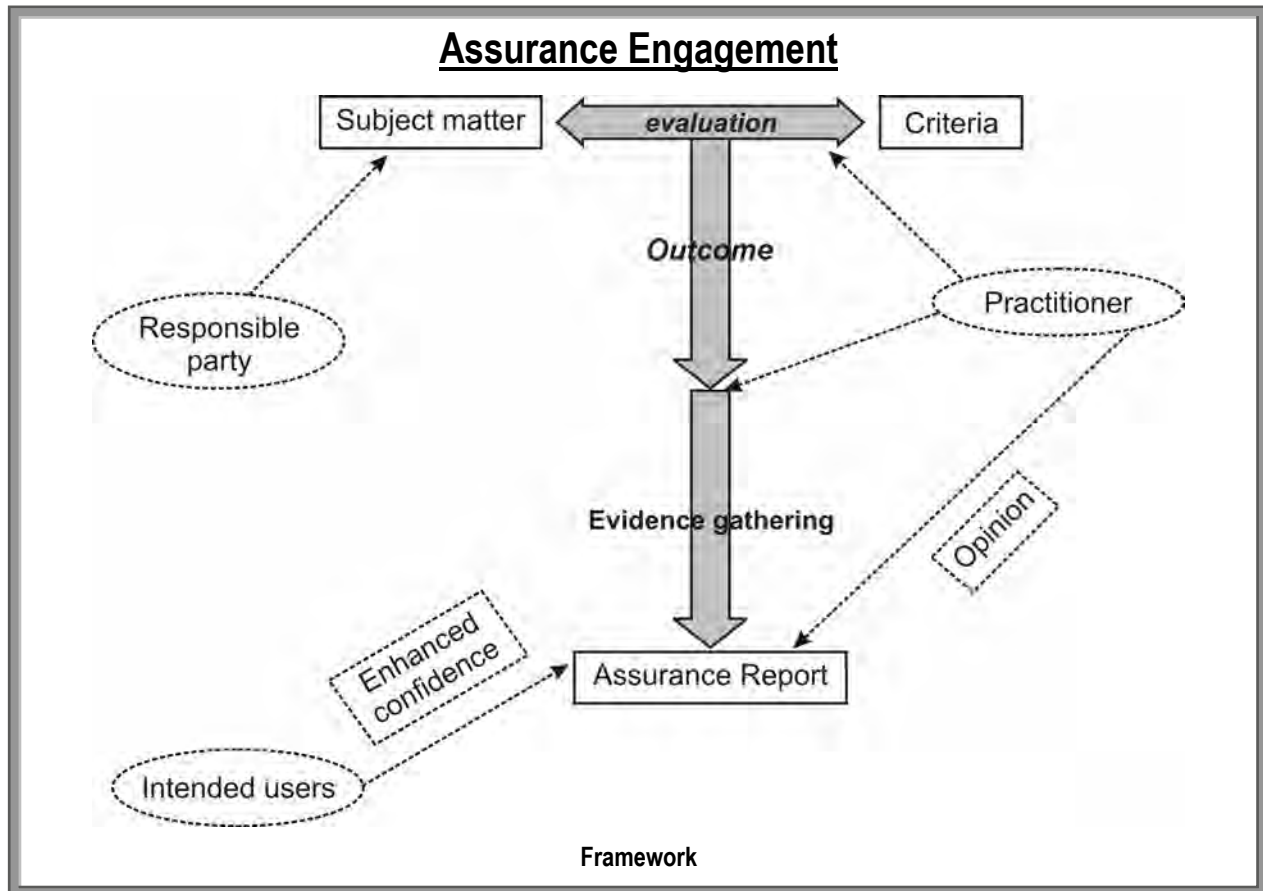 Assurance Engagement
Subject matter
evaluation
Criteria
Outcome
Responsible
party
Practitioner
Evidence gathering
Opinion
Enhanced
confidence
Assurance Report
Intended users
Framework